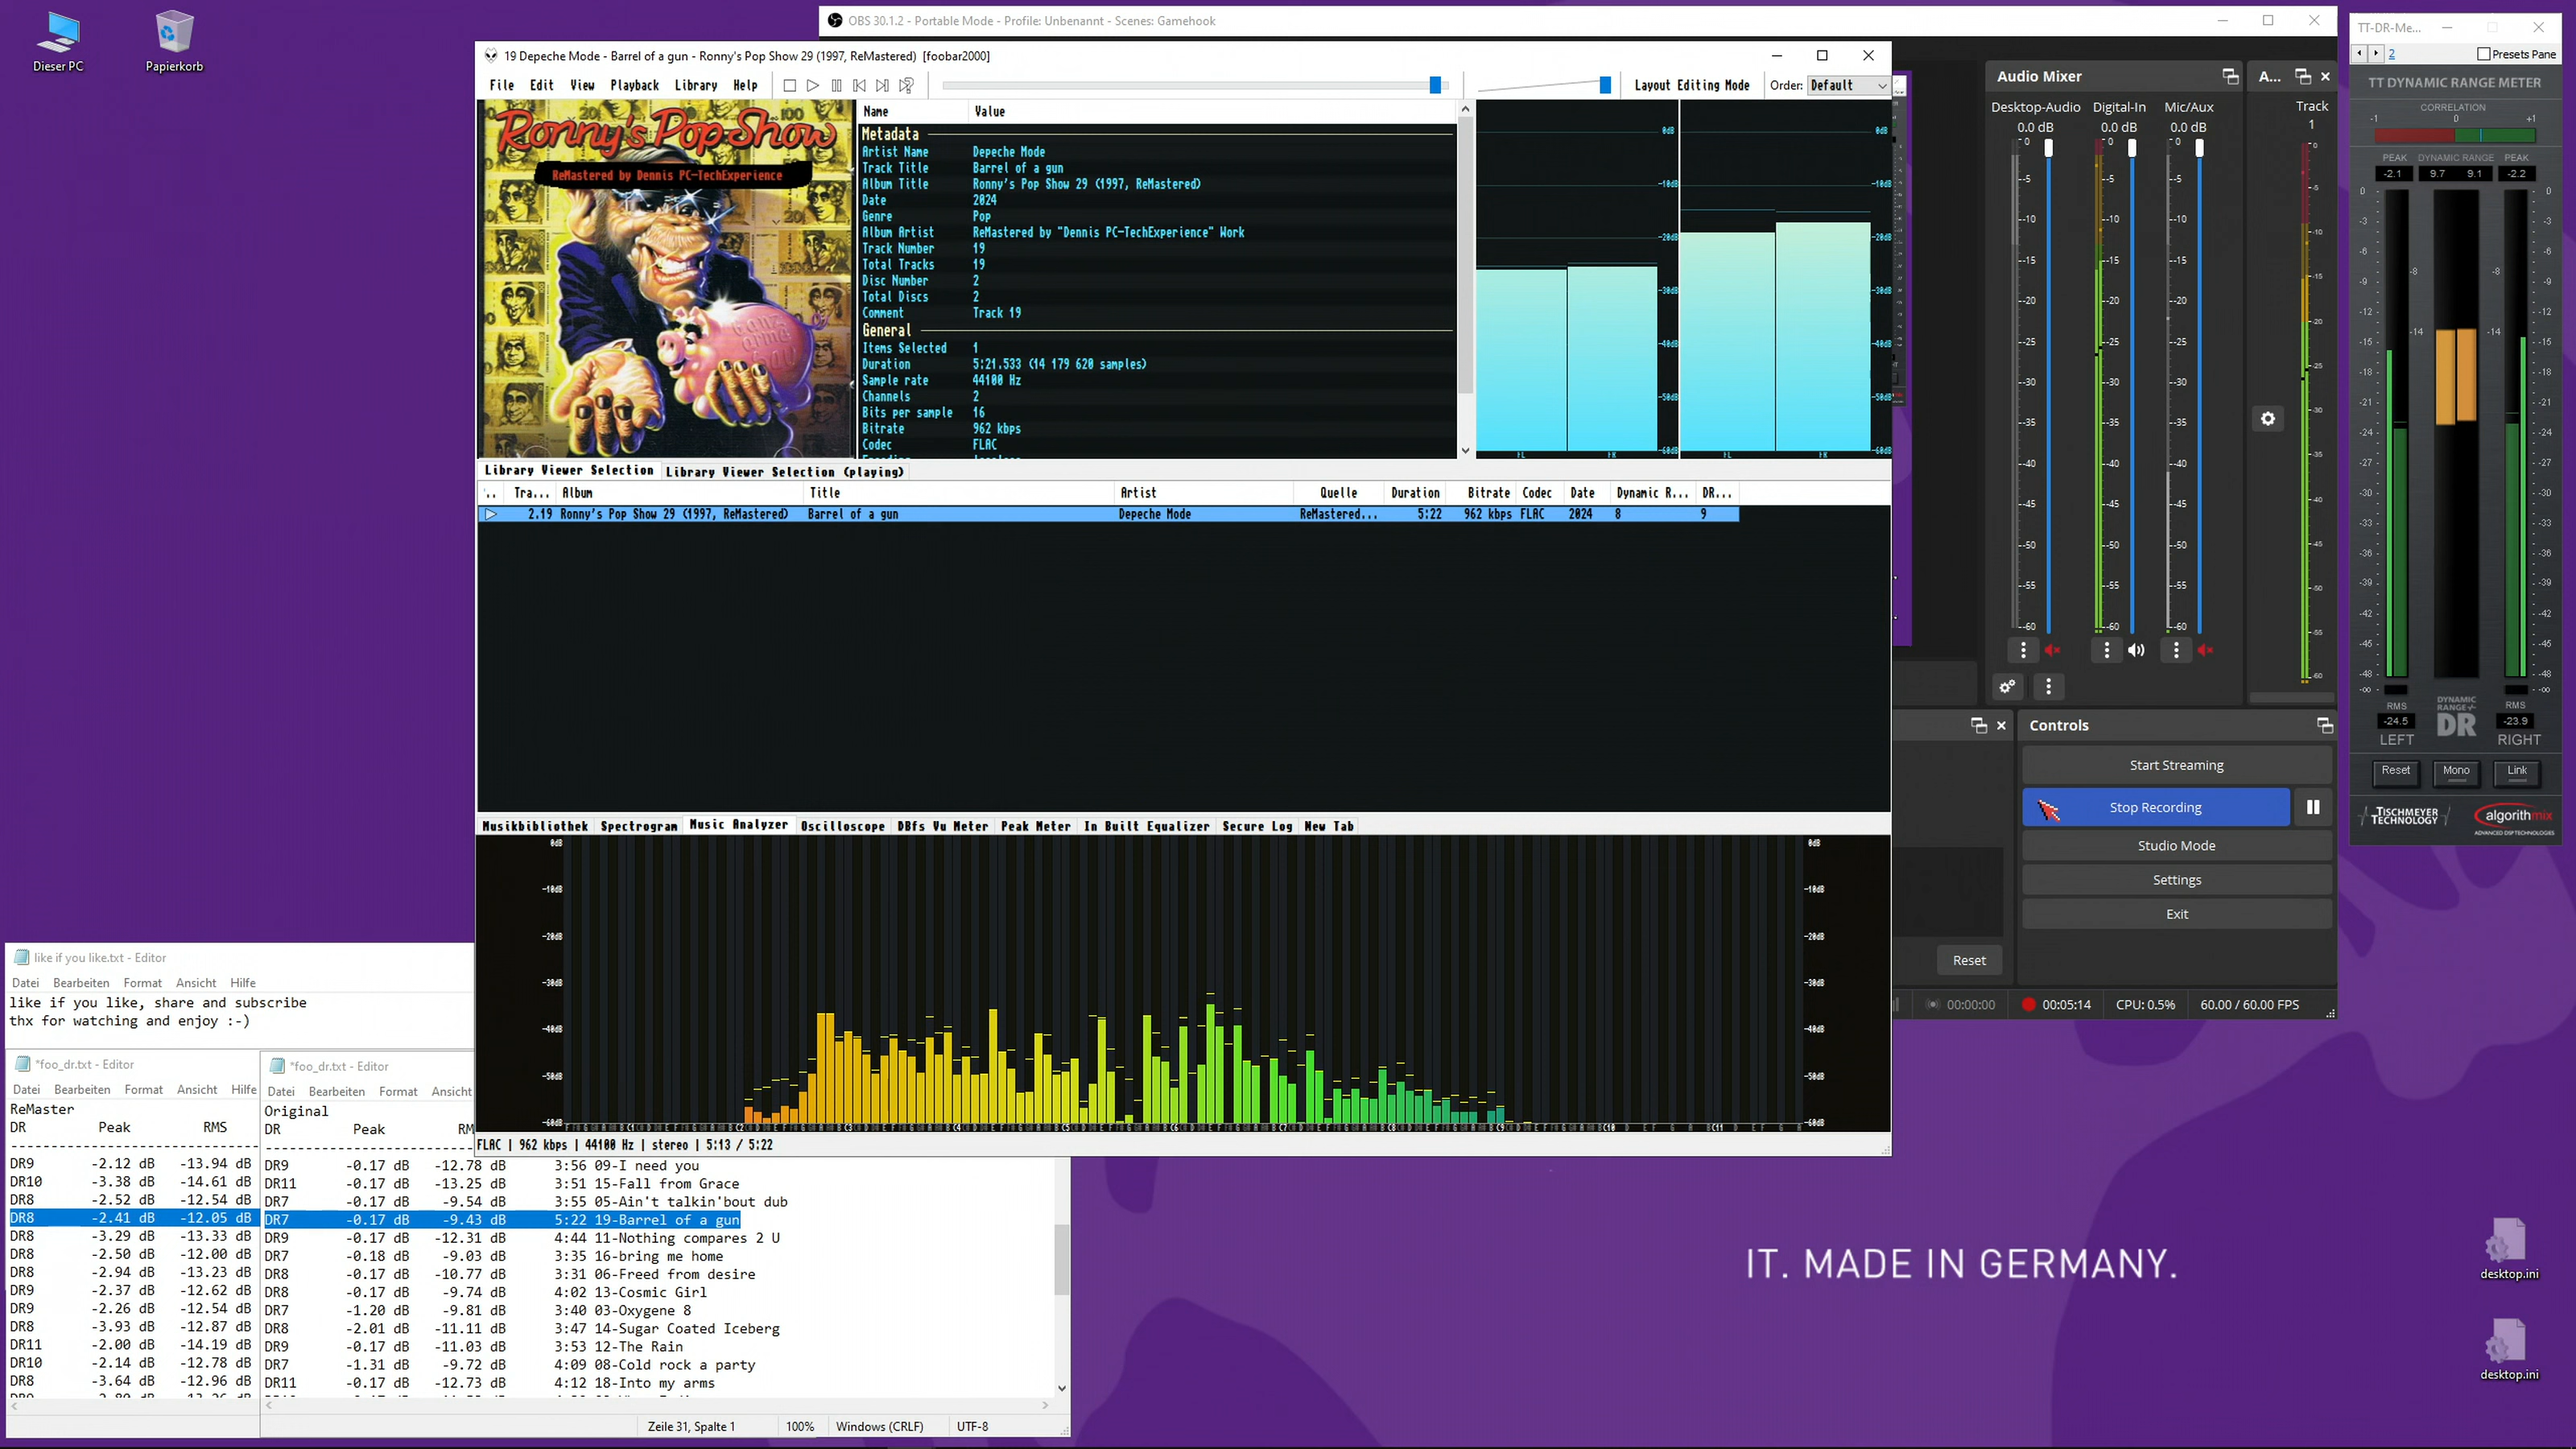 Dieser PC
Papierkorb
OBS 30.1.2 - Portable Mode - Profile: Unbenannt - Scenes: Gamehook
19 Depeche Mode - Barrel of a gun - Ronny's Pop Show 29 (1997, ReMastered) [foobar2000]
File Edit View Playback Library Help
Layout Editing Mode
Order: Default
Ronny's Pop Show
ReMastered by Dennis PC-TechExperience
Name Value
Metadata
Artist Name Depeche Mode
Track Title Barrel of a gun
Album Title Ronny's Pop Show 29 (1997, ReMastered)
Date 2024
Genre Pop
Album Artist ReMastered by "Dennis PC-TechExperience" Work
Track Number 19
Total Tracks 19
Disc Number 2
Total Discs 2
Comment Track 19
General
Items Selected 1
Duration 5:21.533 (14 179 620 samples)
Sample rate 44100 Hz
Channels 2
Bits per sample 16
Bitrate 962 kbps
Codec FLAC
Library Viewer Selection Library Viewer Selection (playing)
Tra... Album Title Artist Quelle Duration Bitrate Codec Date Dynamic R... DR...
2.19 Ronny's Pop Show 29 (1997, ReMastered) Barrel of a gun Depeche Mode ReMastered... 5:22 962 kbps FLAC 2024 8 9
Musikbibliothek Spectrogram Music Analyzer Oscilloscope DBfs Vu Meter Peak Meter In Built Equalizer Secure Log New Tab
0dB
-10dB
-20dB
-30dB
-40dB
-50dB
-60dB
FLAC | 962 kbps | 44100 Hz | stereo | 5:13 / 5:22
Audio Mixer
A...
Desktop-Audio Digital-In Mic/Aux
0.0 dB 0.0 dB 0.0 dB
Track
1
Controls
Start Streaming
Stop Recording
Studio Mode
Settings
Exit
Reset
00:00:00 00:05:14 CPU: 0.5% 60.00 / 60.00 FPS
TT-DR-Me...
2 Presets Pane
TT DYNAMIC RANGE METER
CORRELATION
-1 0 +1
PEAK DYNAMIC RANGE PEAK
-2.1 9.7 9.1 -2.2
RMS DYNAMIC RANGE RMS
-24.5 DR -23.9
LEFT RIGHT
Reset Mono Link
TISCHMEYER TECHNOLOGY
algorithmix
ADVANCED DSP TECHNOLOGIES
like if you like.txt - Editor
Datei Bearbeiten Format Ansicht Hilfe
like if you like, share and subscribe
thx for watching and enjoy :-)
*foo_dr.txt - Editor
Datei Bearbeiten Format Ansicht Hilfe
ReMaster
DR Peak RMS
DR9 -2.12 dB -13.94 dB
DR10 -3.38 dB -14.61 dB
DR8 -2.52 dB -12.54 dB
DR8 -2.41 dB -12.05 dB
DR8 -3.29 dB -13.33 dB
DR8 -2.50 dB -12.00 dB
DR8 -2.94 dB -13.23 dB
DR9 -2.37 dB -12.62 dB
DR9 -2.26 dB -12.54 dB
DR8 -3.93 dB -12.87 dB
DR11 -2.00 dB -14.19 dB
DR10 -2.14 dB -12.78 dB
DR8 -3.64 dB -12.96 dB
*foo_dr.txt - Editor
Datei Bearbeiten Format Ansicht
Original
DR Peak RM
DR9 -0.17 dB -12.78 dB 3:56 09-I need you
DR11 -0.17 dB -13.25 dB 3:51 15-Fall from Grace
DR7 -0.17 dB -9.54 dB 3:55 05-Ain't talkin'bout dub
DR7 -0.17 dB -9.43 dB 5:22 19-Barrel of a gun
DR9 -0.17 dB -12.31 dB 4:44 11-Nothing compares 2 U
DR7 -0.18 dB -9.03 dB 3:35 16-bring me home
DR8 -0.17 dB -10.77 dB 3:31 06-Freed from desire
DR8 -0.17 dB -9.74 dB 4:02 13-Cosmic Girl
DR7 -1.20 dB -9.81 dB 3:40 03-Oxygene 8
DR8 -2.01 dB -11.11 dB 3:47 14-Sugar Coated Iceberg
DR9 -0.17 dB -11.03 dB 3:53 12-The Rain
DR7 -1.31 dB -9.72 dB 4:09 08-Cold rock a party
DR11 -0.17 dB -12.73 dB 4:12 18-Into my arms
Zeile 31, Spalte 1 100% Windows (CRLF) UTF-8
IT. MADE IN GERMANY.
desktop.ini
desktop.ini